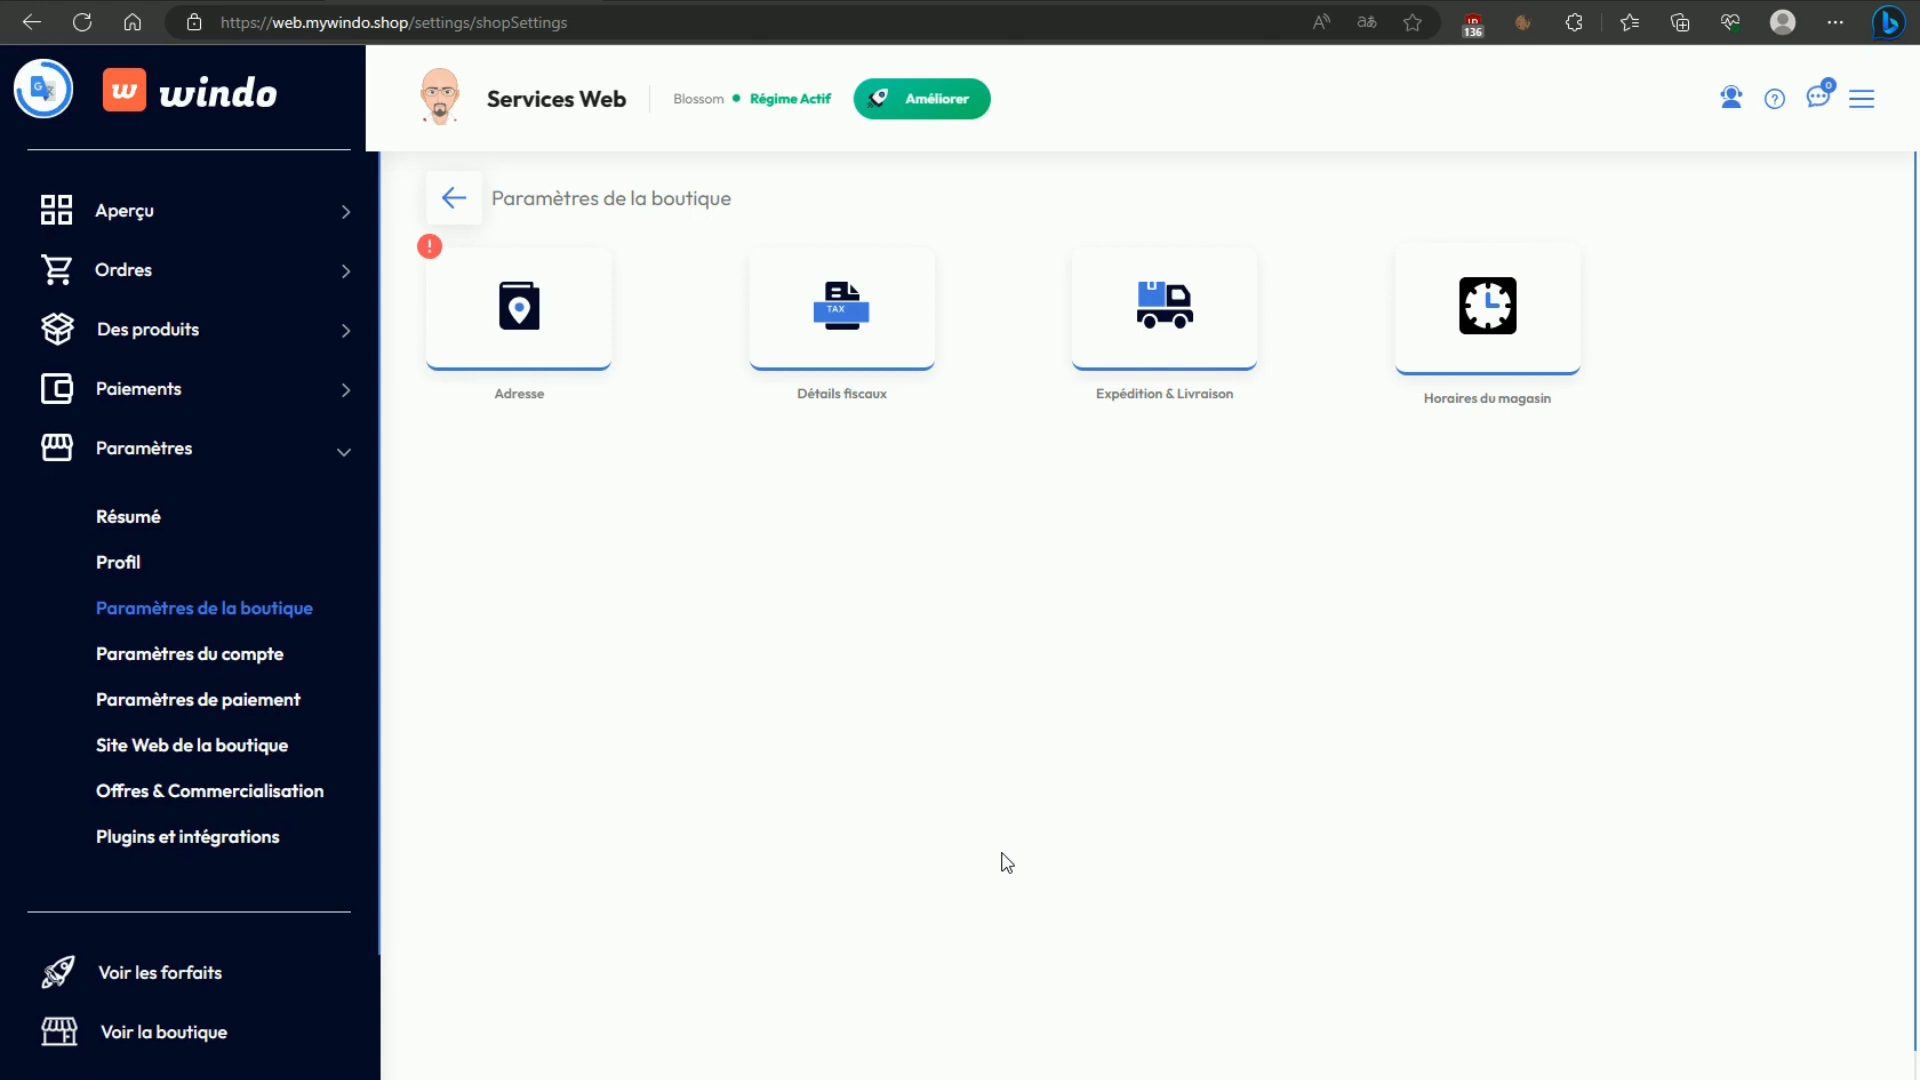 https://web.mywindo.shop/settings/shopSettings
136
windo
Services Web
Blossom • Régime Actif
Améliorer
0
Paramètres de la boutique
Aperçu
Ordres
Des produits
Paiements
Paramètres
Résumé
Profil
Paramètres de la boutique
Paramètres du compte
Paramètres de paiement
Site Web de la boutique
Offres & Commercialisation
Plugins et intégrations
Voir les forfaits
Voir la boutique
!
TAX
Adresse
Détails fiscaux
Expédition & Livraison
Horaires du magasin